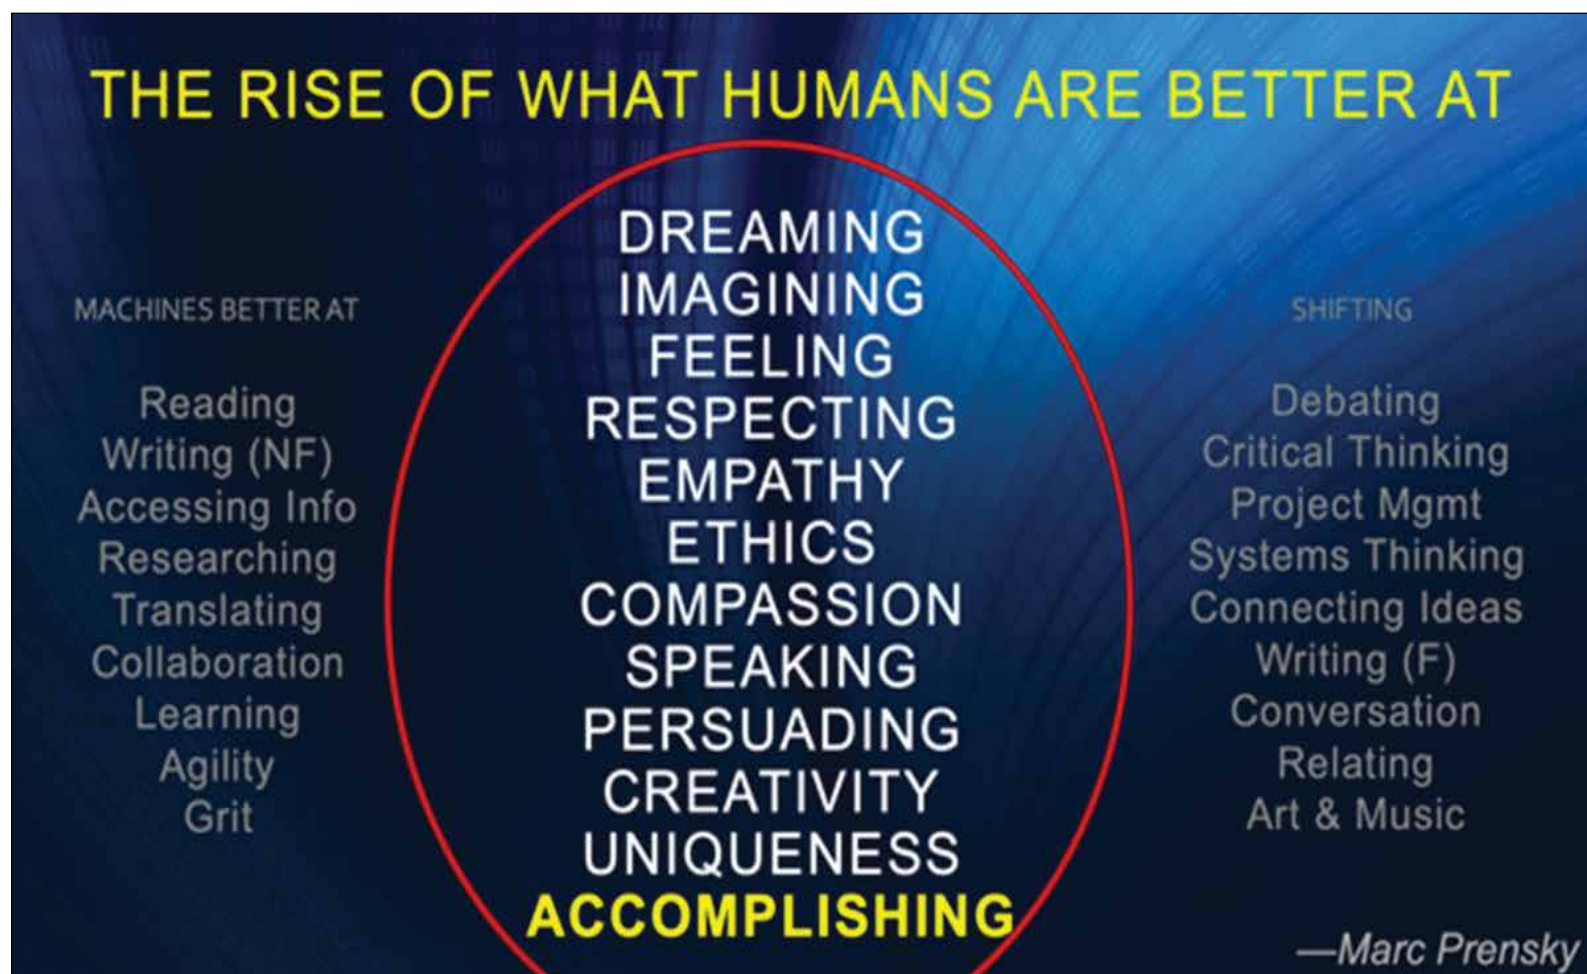 THE RISE OF WHAT HUMANS ARE BETTER AT
MACHINES BETTER AT
Reading
Writing (NF)
Accessing Info
Researching
Translating
Collaboration
Learning
Agility
Grit
DREAMING
IMAGINING
FEELING
RESPECTING
EMPATHY
ETHICS
COMPASSION
SPEAKING
PERSUADING
CREATIVITY
UNIQUENESS
ACCOMPLISHING
SHIFTING
Debating
Critical Thinking
Project Mgmt
Systems Thinking
Connecting Ideas
Writing (F)
Conversation
Relating
Art & Music
—Marc Prensky